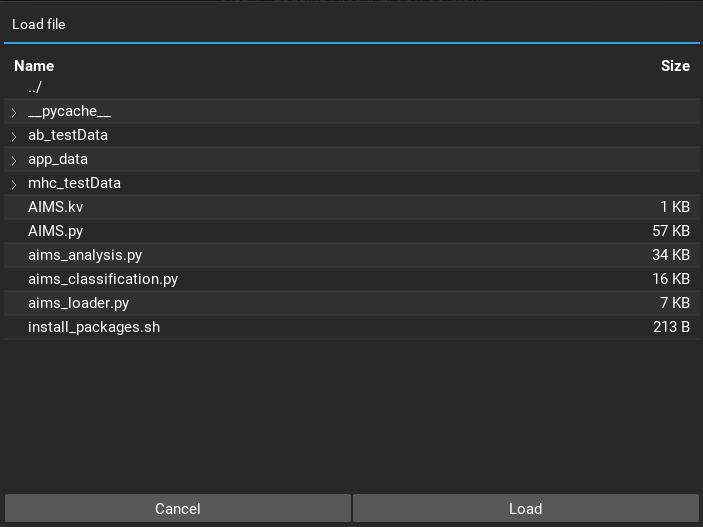 Load file
Name Size
../
__pycache__
ab_testData
app_data
mhc_testData
AIMS.kv 1 KB
AIMS.py 57 KB
aims_analysis.py 34 KB
aims_classification.py 16 KB
aims_loader.py 7 KB
install_packages.sh 213 B
Cancel Load